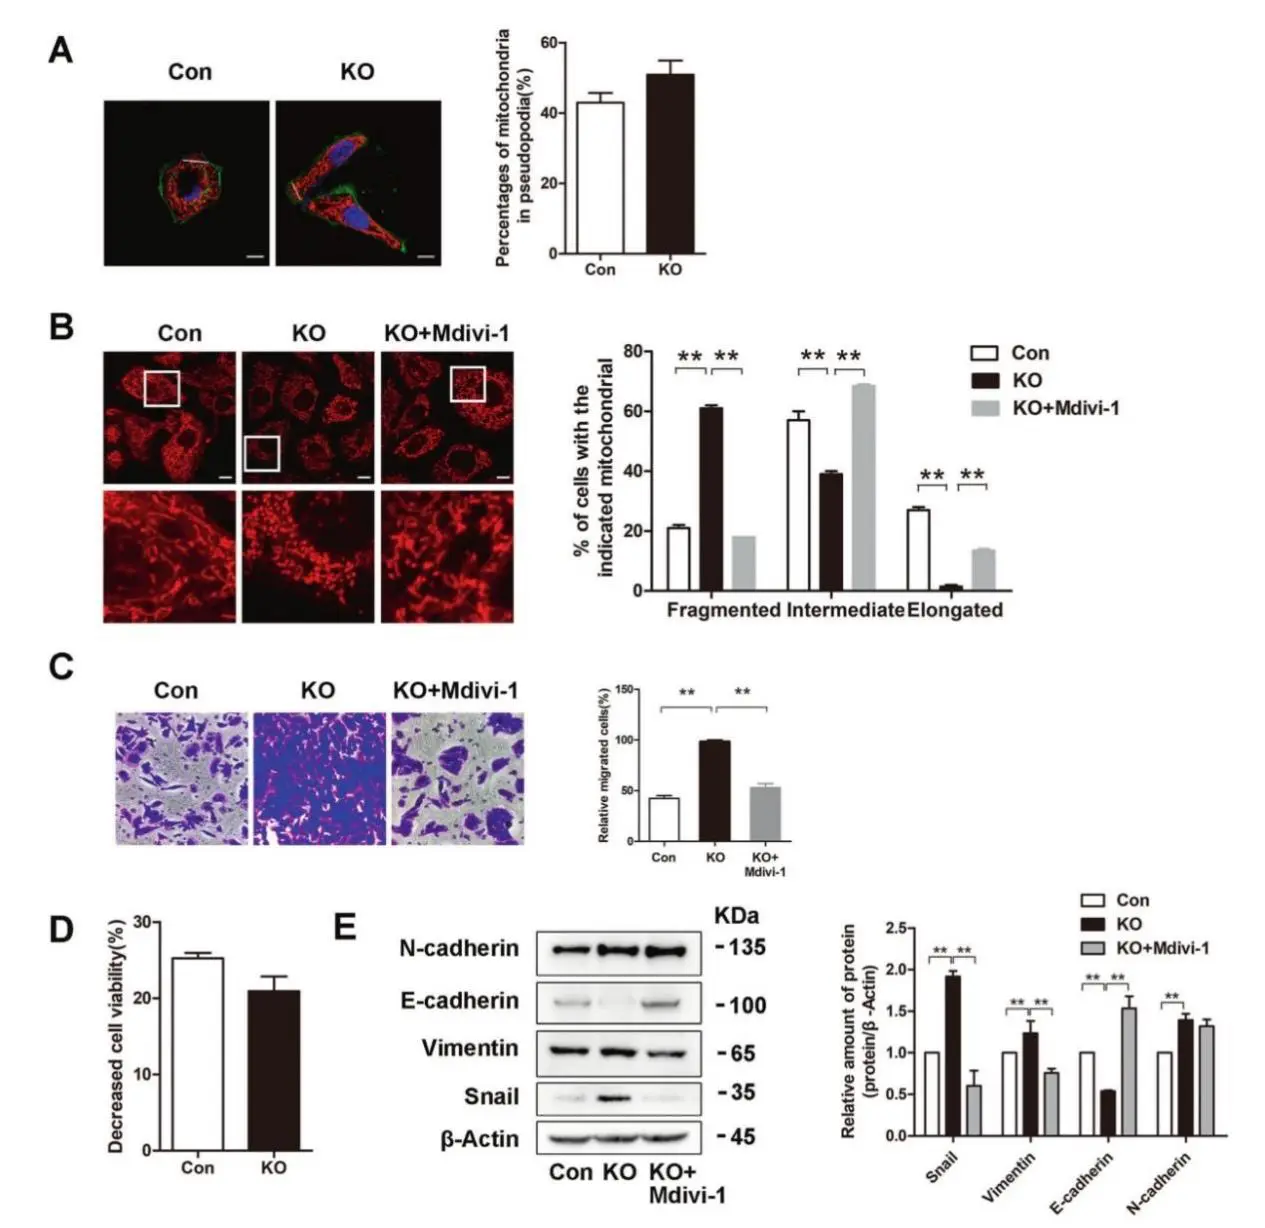 A
Con
KO
Percentages of mitochondria
in pseudopodia(%)
60
40
20
0
Con
KO
B
Con
KO
KO+Mdivi-1
% of cells with the
indicated mitochondrial
80
60
40
20
0
** **
** **
** **
Fragmented
Intermediate
Elongated
Con
KO
KO+Mdivi-1
C
Con
KO
KO+Mdivi-1
Relative migrated cells(%)
150
100
50
0
** **
Con
KO
KO+
Mdivi-1
D
Decreased cell viability(%)
30
20
10
0
Con
KO
E
KDa
N-cadherin
-135
E-cadherin
-100
Vimentin
-65
Snail
-35
β-Actin
-45
Con
KO
KO+
Mdivi-1
Relative amount of protein
(protein/β -Actin)
2.5
2.0
1.5
1.0
0.5
0.0
** **
** **
** **
**
Snail
Vimentin
E-cadherin
N-cadherin
Con
KO
KO+Mdivi-1